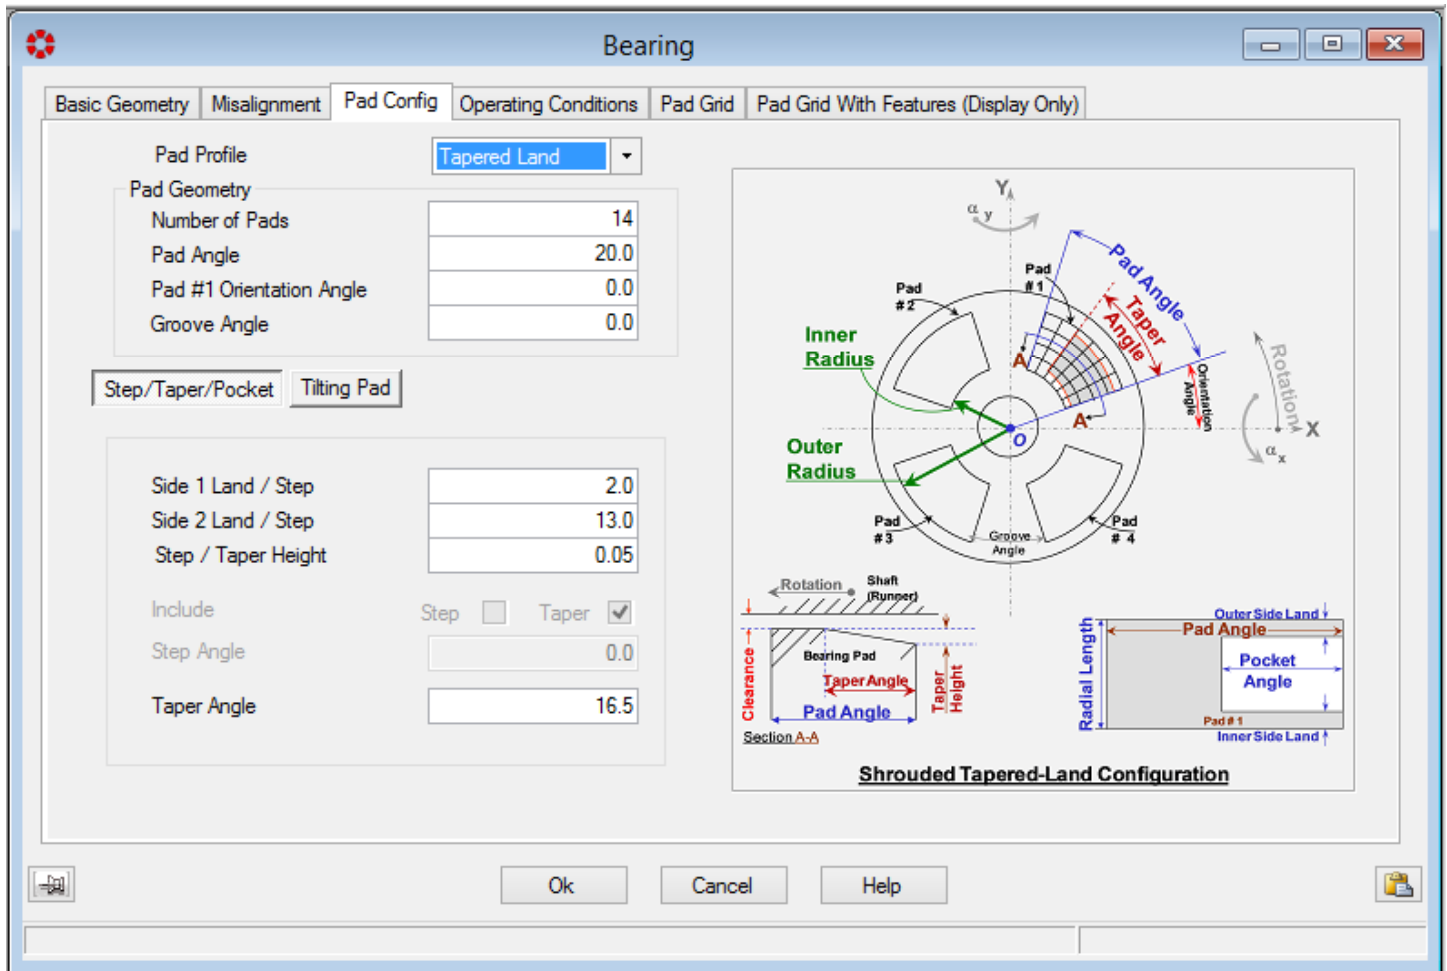 Bearing
Basic Geometry Misalignment Pad Config Operating Conditions Pad Grid Pad Grid With Features (Display Only)
Pad Profile Tapered Land
Pad Geometry
Number of Pads 14
Pad Angle 20.0
Pad #1 Orientation Angle 0.0
Groove Angle 0.0
Step/Taper/Pocket Tilting Pad
Side 1 Land / Step 2.0
Side 2 Land / Step 13.0
Step / Taper Height 0.05
Include Step Taper
Step Angle 0.0
Taper Angle 16.5
Y
α y
Pad Angle
Pad
#1
Pad
#2
Taper
Angle
Inner
Radius
A
Orientation
Angle
Rotation
A
X
O
α x
Outer
Radius
Pad
#3
Groove
Angle
Pad
# 4
Rotation
Shaft
(Runner)
Clearance
Bearing Pad
Taper Angle
Taper
Height
Pad Angle
Section A-A
Outer Side Land
Pad Angle
Radial Length
Pocket
Angle
Pad # 1
Inner Side Land
Shrouded Tapered-Land Configuration
Ok Cancel Help